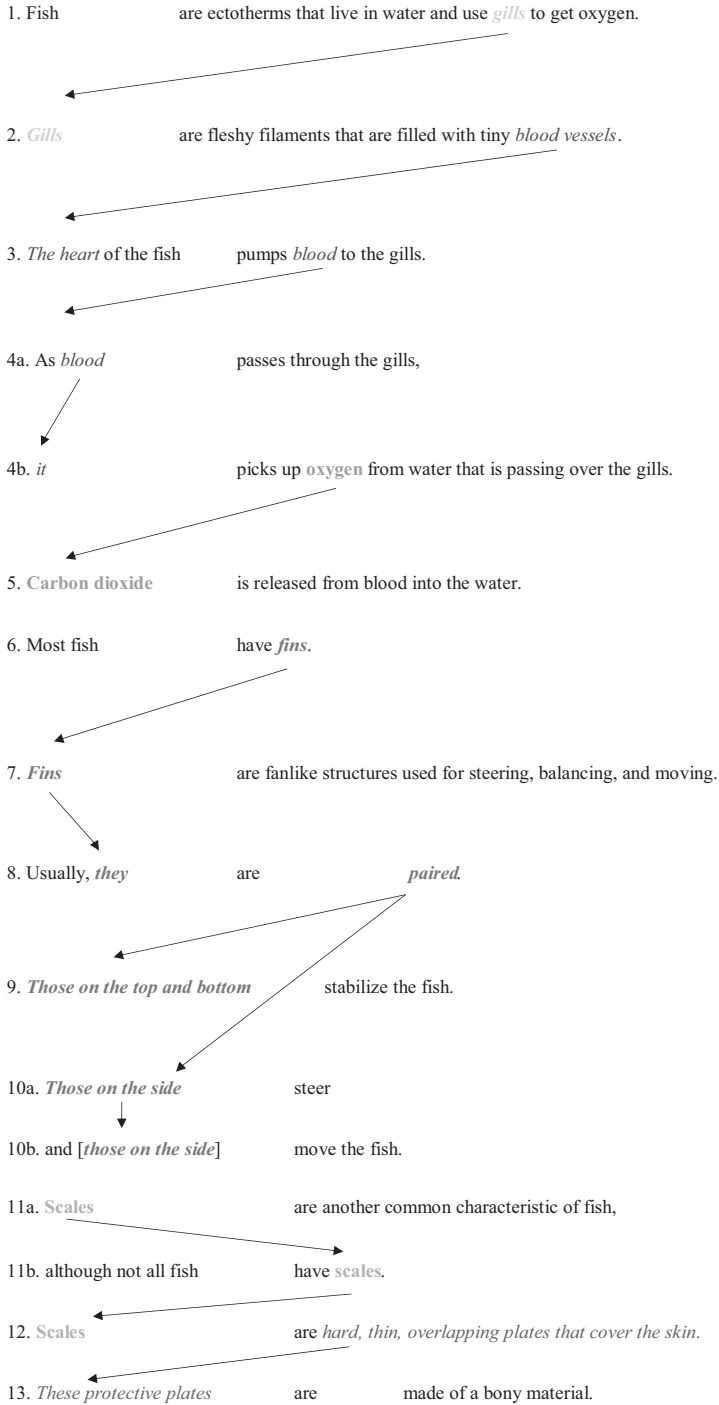 1. Fish are ectotherms that live in water and use gills to get oxygen.
2. Gills are fleshy filaments that are filled with tiny blood vessels.
3. The heart of the fish pumps blood to the gills.
4a. As blood passes through the gills,
4b. it picks up oxygen from water that is passing over the gills.
5. Carbon dioxide is released from blood into the water.
6. Most fish have fins.
7. Fins are fanlike structures used for steering, balancing, and moving.
8. Usually, they are paired.
9. Those on the top and bottom stabilize the fish.
10a. Those on the side steer
10b. and [those on the side] move the fish.
11a. Scales are another common characteristic of fish,
11b. although not all fish have scales.
12. Scales are hard, thin, overlapping plates that cover the skin.
13. These protective plates are made of a bony material.